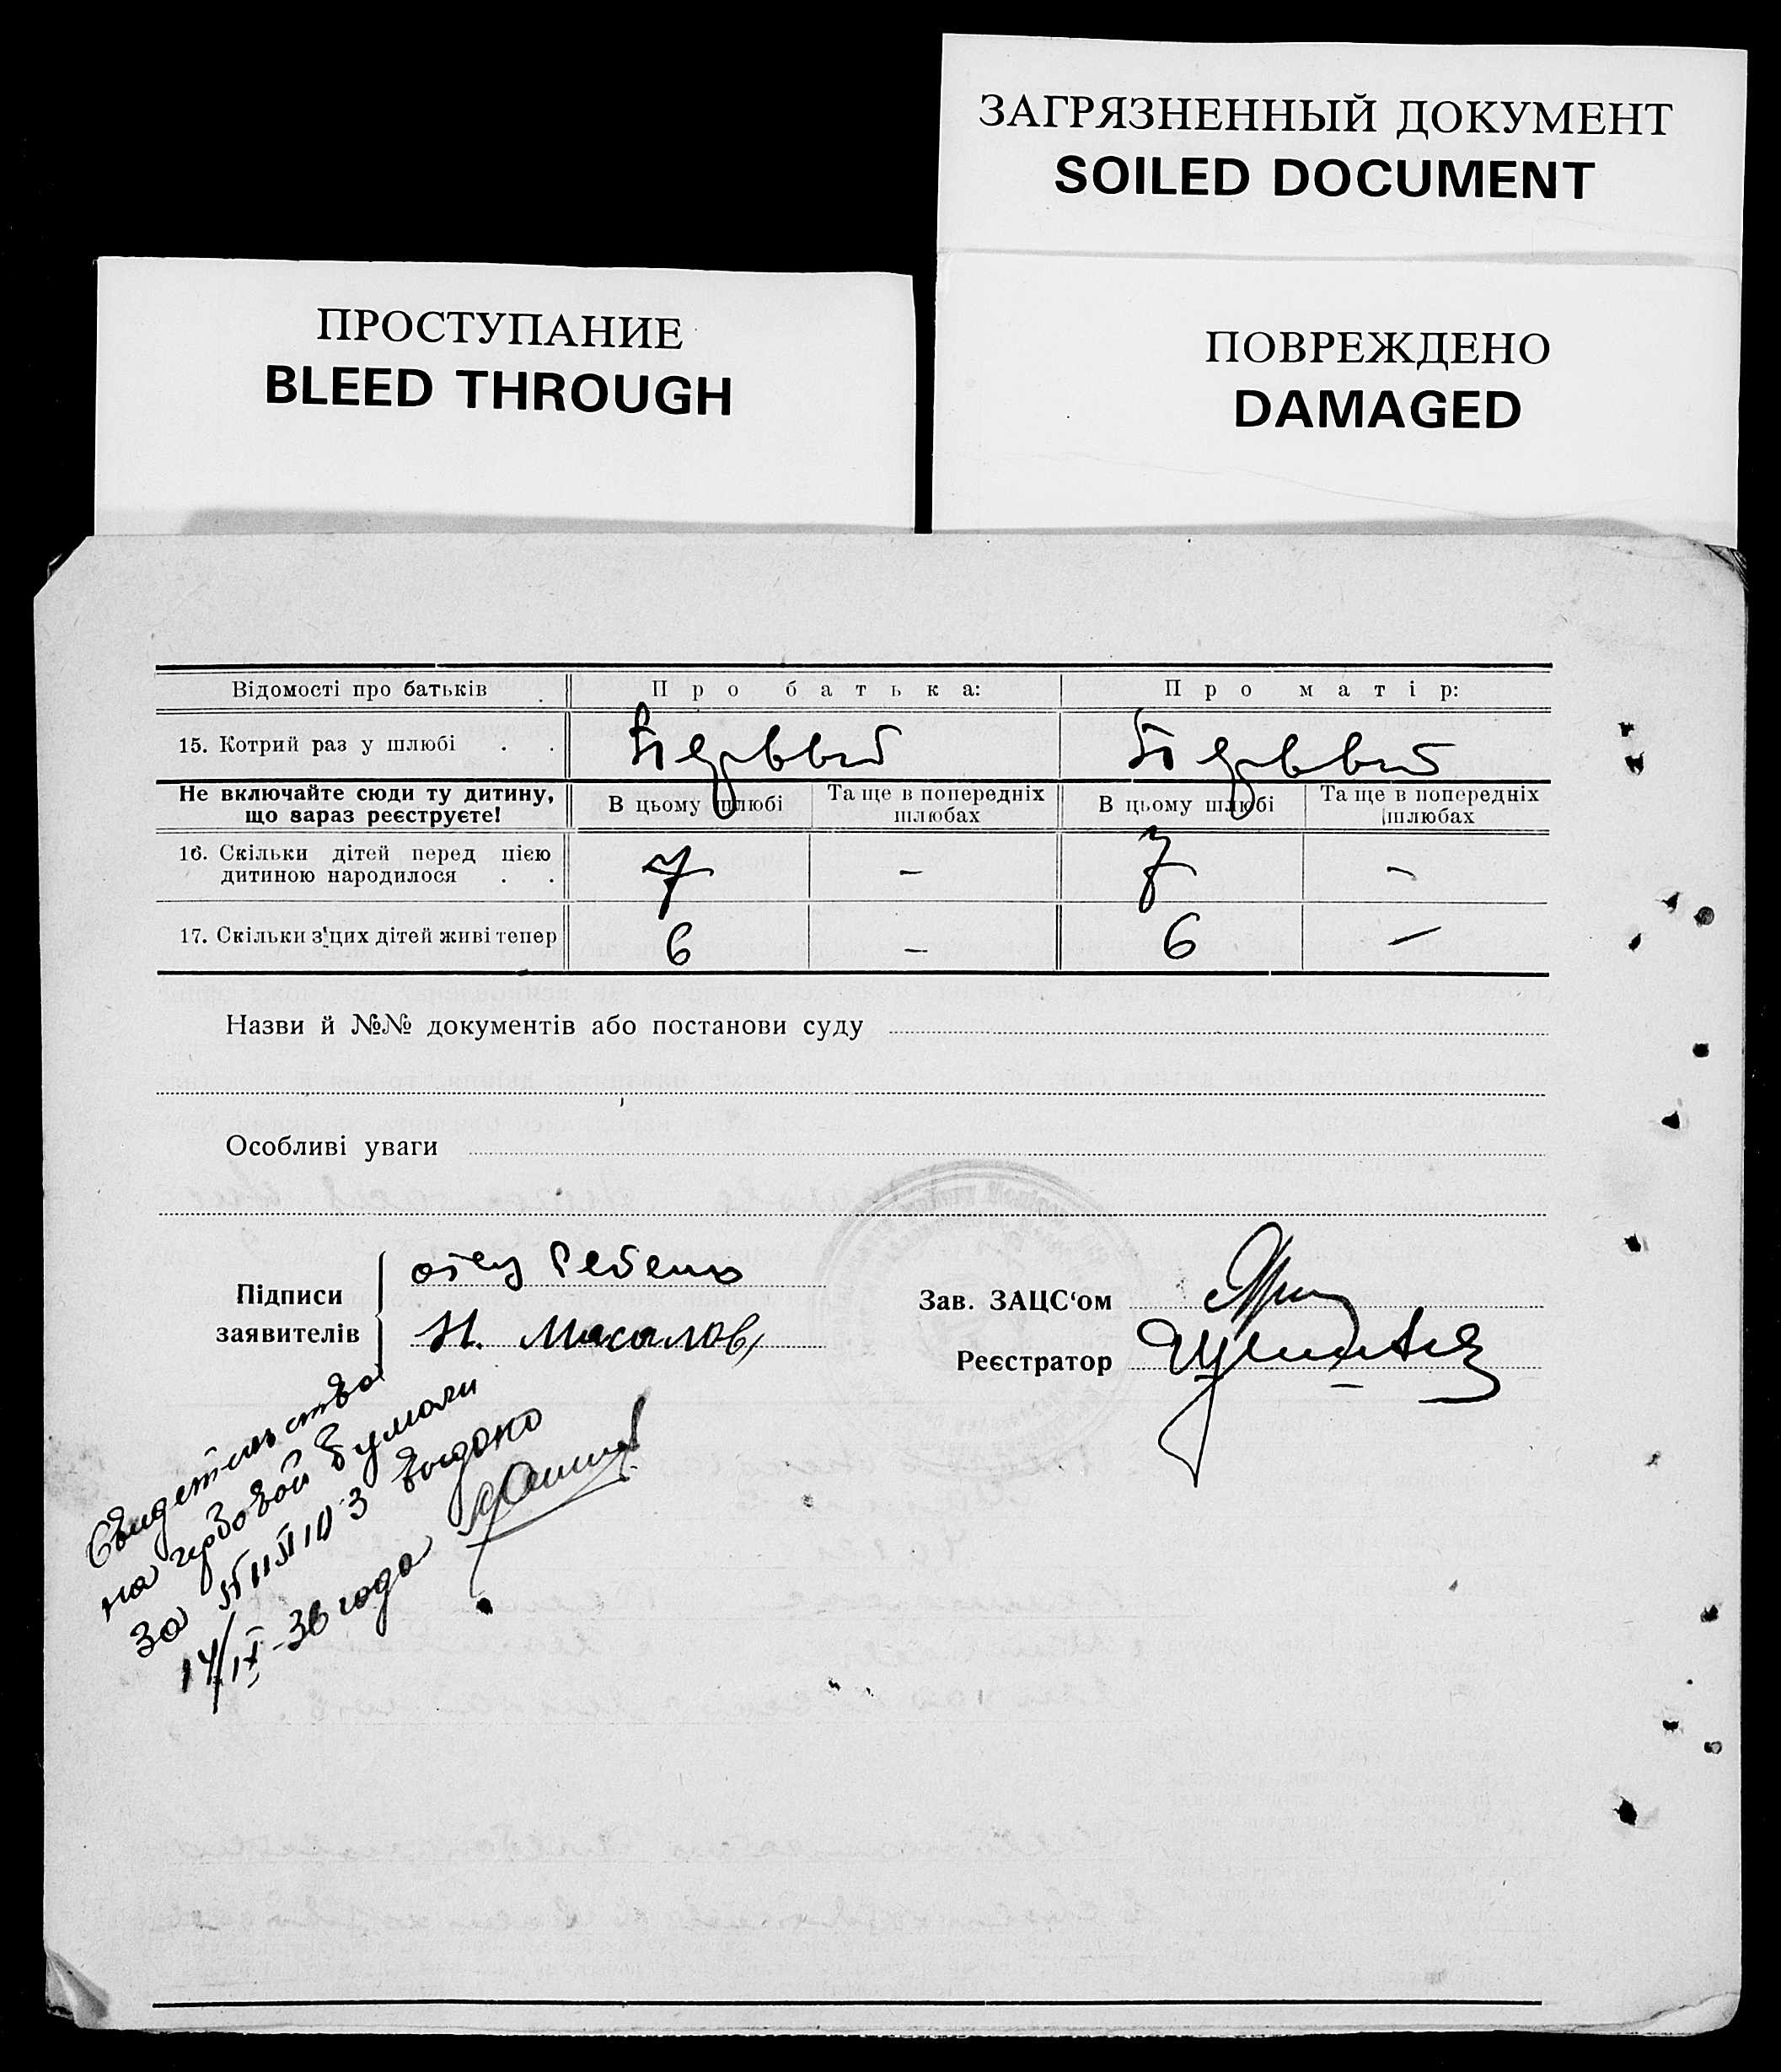 ЗАГРЯЗНЕННЫЙ ДОКУМЕНТ
SOILED DOCUMENT
ПРОСТУПАНИЕ
BLEED THROUGH
ПОВРЕЖДЕНО
DAMAGED
Відомості про батьків . Про батька: Про матір:
15. Котрий раз у шлюбі . . Первый Первый
Не включайте сюди ту дитину, що зараз реєструєте! В цьому шлюбі Та ще в попередніх шлюбах В цьому шлюбі Та ще в попередніх шлюбах
16. Скільки дітей перед цією дитиною народилося . . 7 – 7 –
17. Скільки з'цих дітей живі тепер 6 – 6 –
Назви й №№ документів або постанови суду
Особливі уваги
Підписи заявителів
отец
Н. Масалов
Зав. ЗАЦС'ом
Реєстратор
Свидетельство
на гербовой бумаги
за выдано
14/IX-36 года